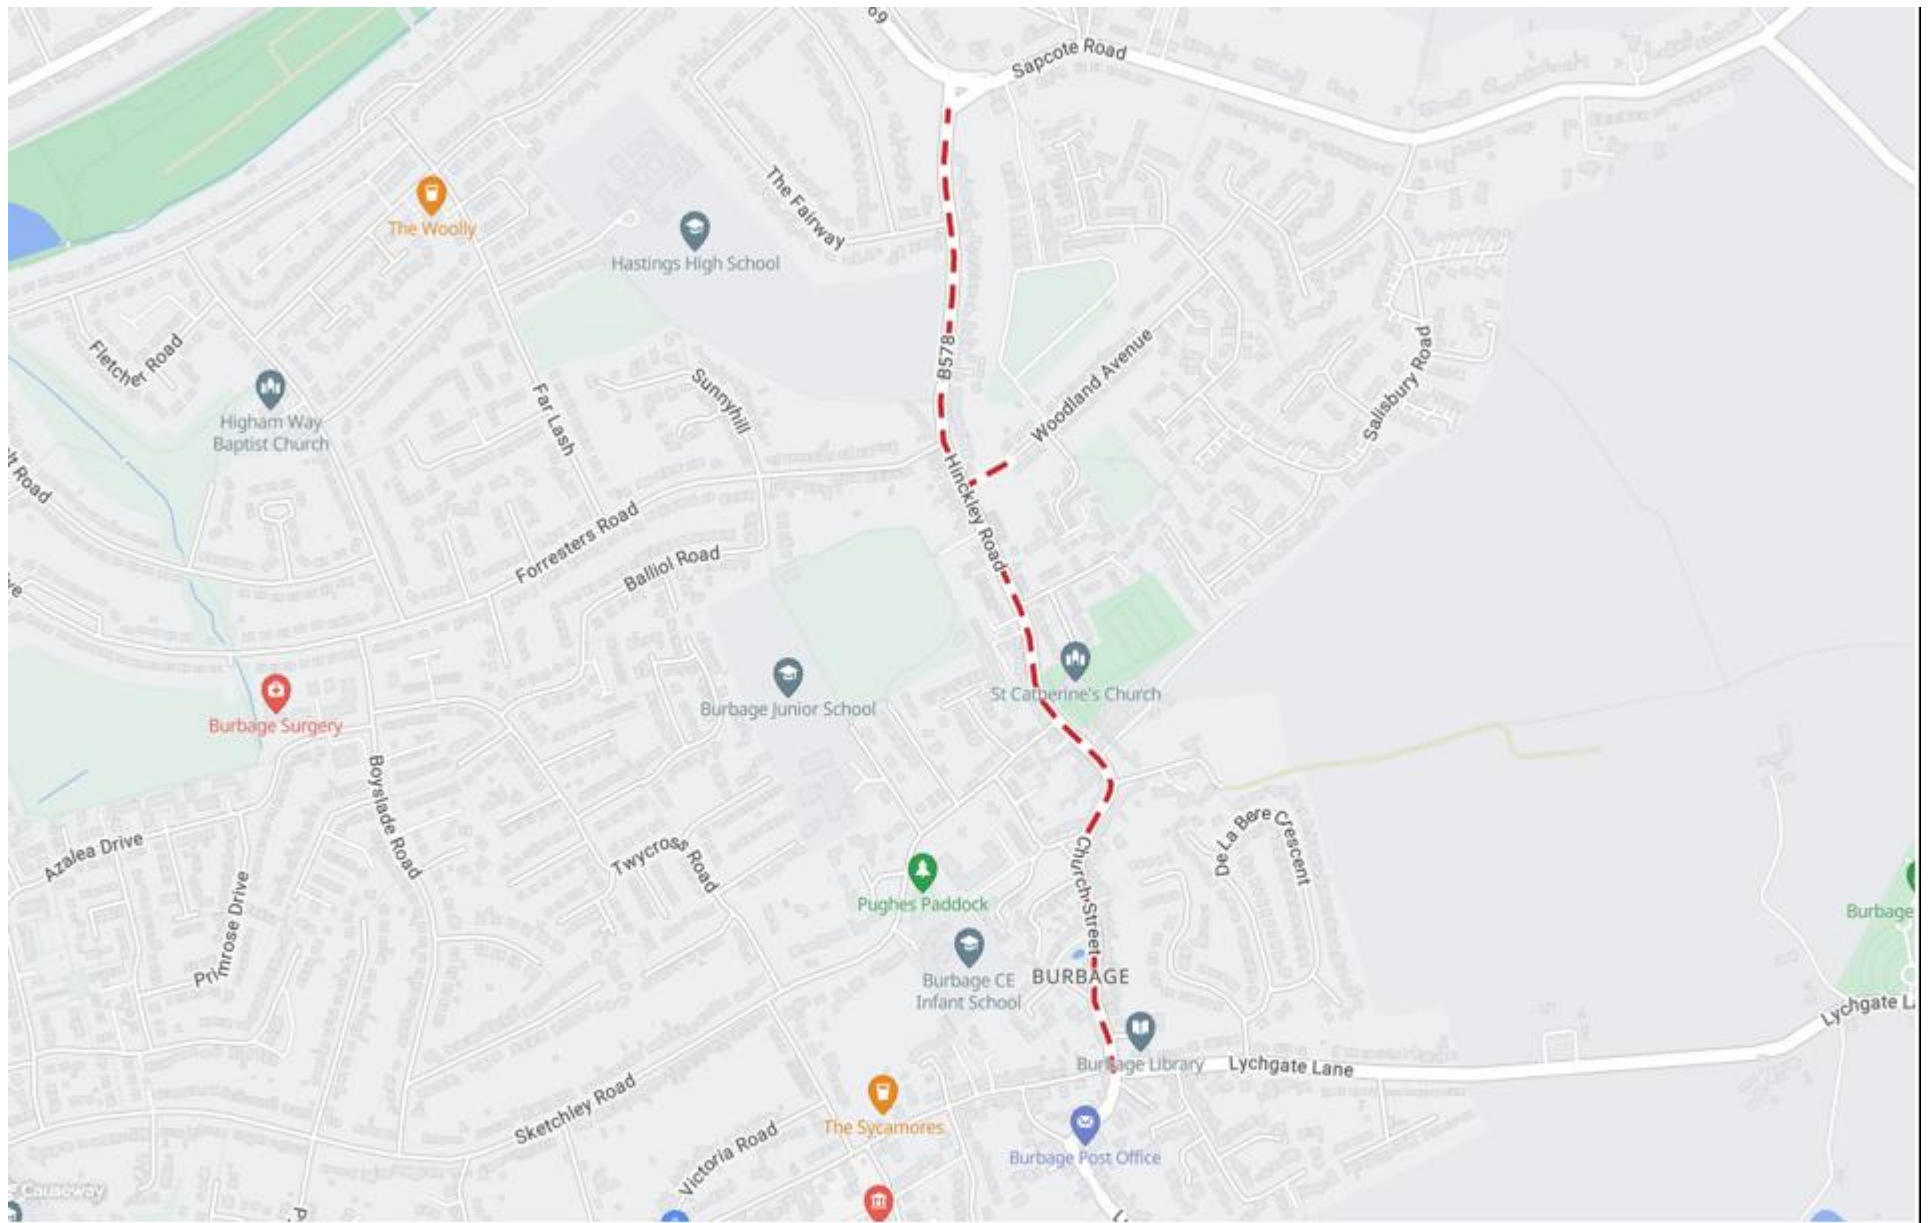 69
Sapcote Road
The Woolly
The Fairway
Hastings High School
B578
Fletcher Road
Sunnyhill
Woodland Avenue
Salisbury Road
Higham Way
Baptist Church
Far Lash
Road
Hinckley Road
Forresters Road
Balliol Road
St Catherine's Church
Burbage Surgery
Burbage Junior School
Boyslade Road
De La Bere Crescent
Azalea Drive
Twycross Road
Church Street
Pughes Paddock
Primrose Drive
Burbage
Burbage CE
Infant School
BURBAGE
Lychgate L
Burbage Library
Lychgate Lane
Sketchley Road
The Sycamores
Victoria Road
Burbage Post Office
Causeway